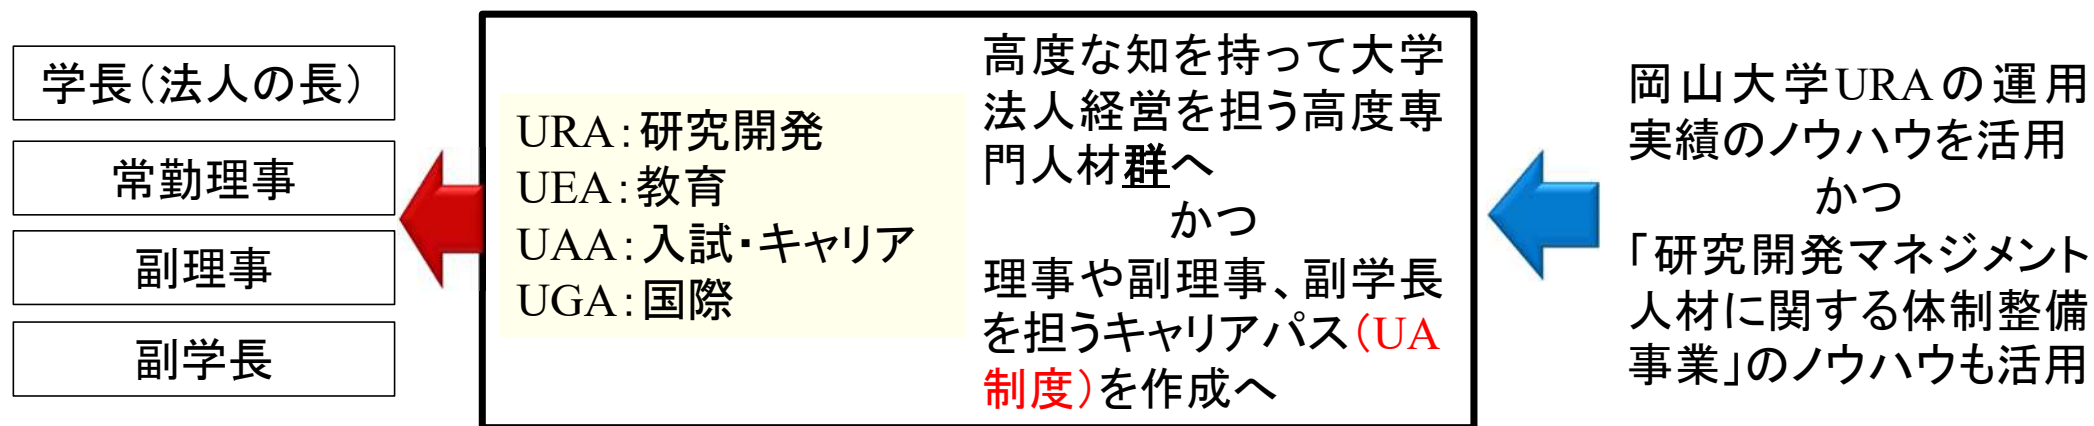 学長(法人の長)
常勤理事
副理事
副学長
URA:研究開発
UEA:教育
UAA:入試・キャリア
UGA:国際
高度な知を持って大学
法人経営を担う高度専
門人材群へ
かつ
理事や副理事、副学長
を担うキャリアパス(UA
制度)を作成へ
岡山大学URAの運用
実績のノウハウを活用
かつ
「研究開発マネジメント
人材に関する体制整備
事業」のノウハウも活用